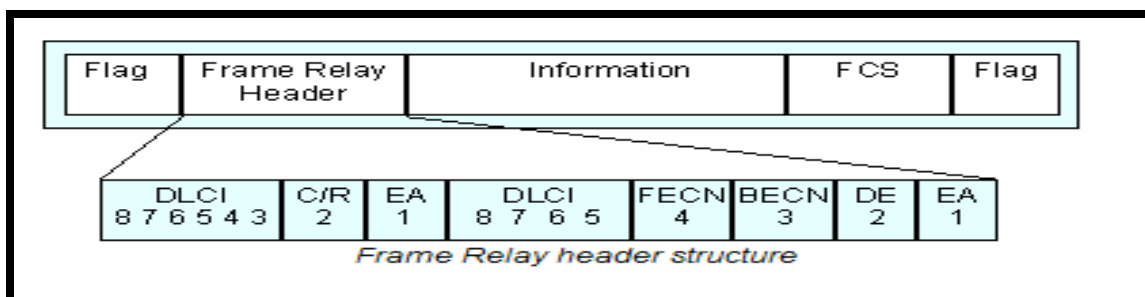 Flag Frame Relay Header Information FCS Flag
DLCI C/R EA DLCI FECN BECN DE EA
8 7 6 5 4 3 2 1 8 7 6 5 4 3 2 1
Frame Relay header structure